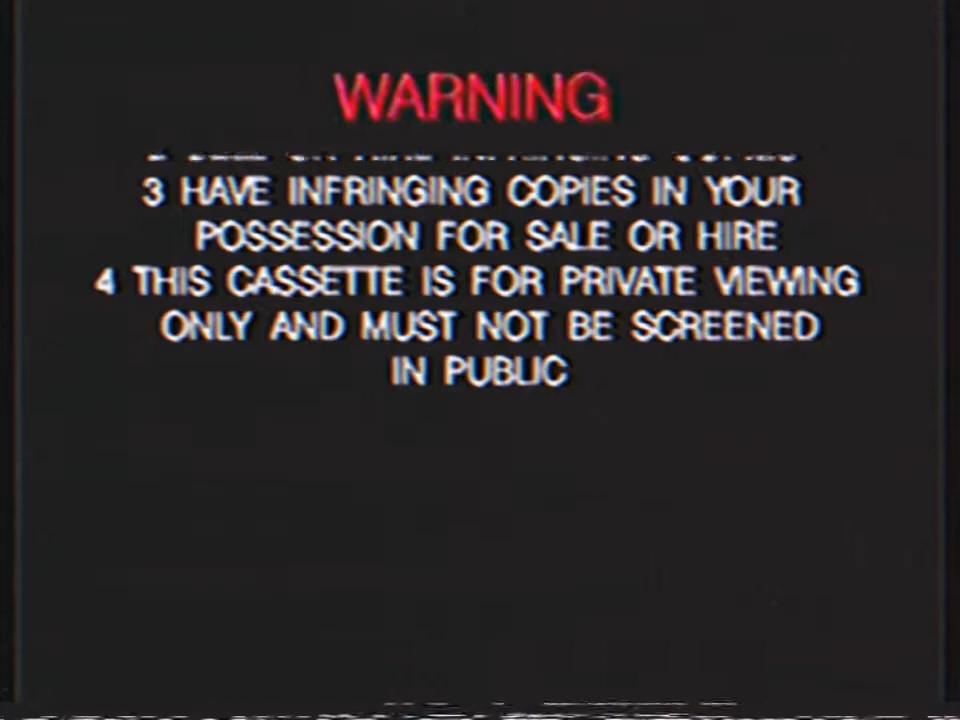 WARNING
3 HAVE INFRINGING COPIES IN YOUR
POSSESSION FOR SALE OR HIRE
4 THIS CASSETTE IS FOR PRIVATE VIEWING
ONLY AND MUST NOT BE SCREENED
IN PUBLIC